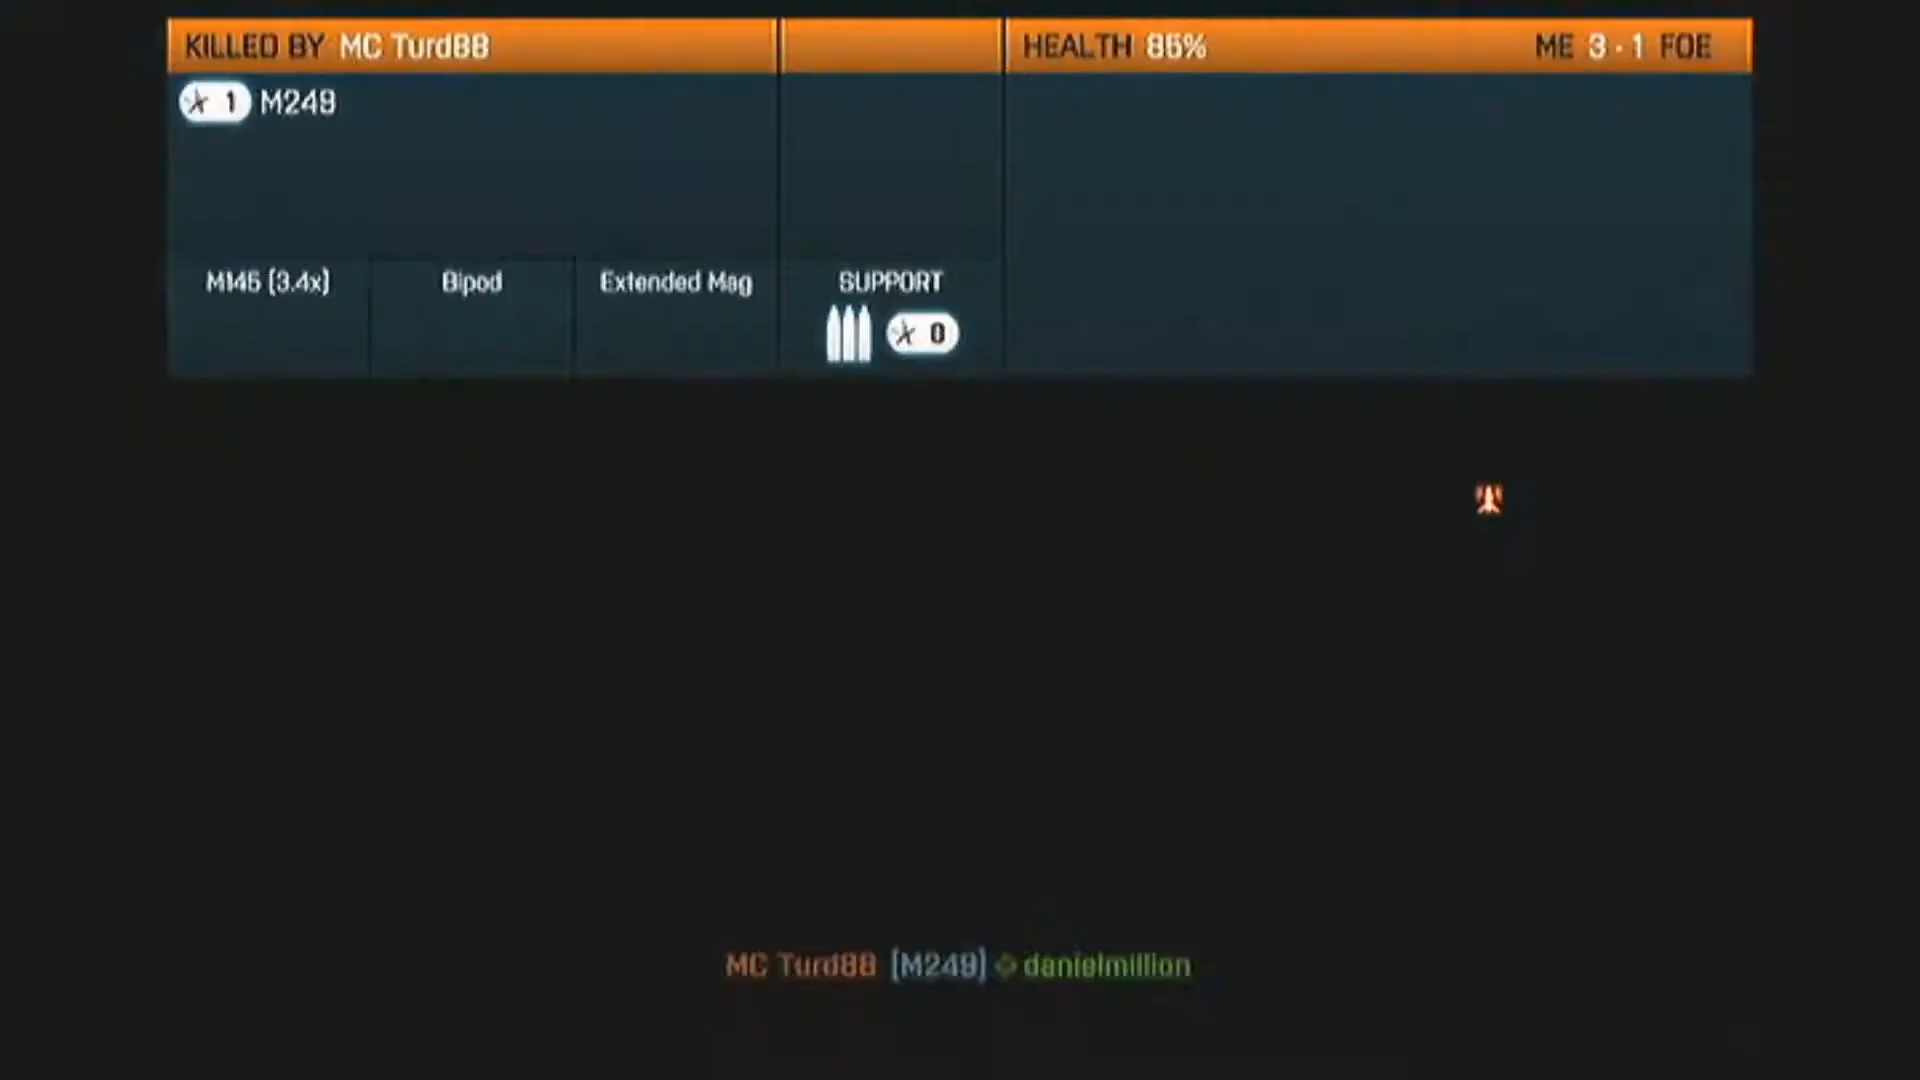 KILLED BY MC Turd88
HEALTH 86%
ME 3 - 1 FOE
1 M249
M145 (3.4x)
Bipod
Extended Mag
SUPPORT
0
MC Turd88 [M249] danielmillion